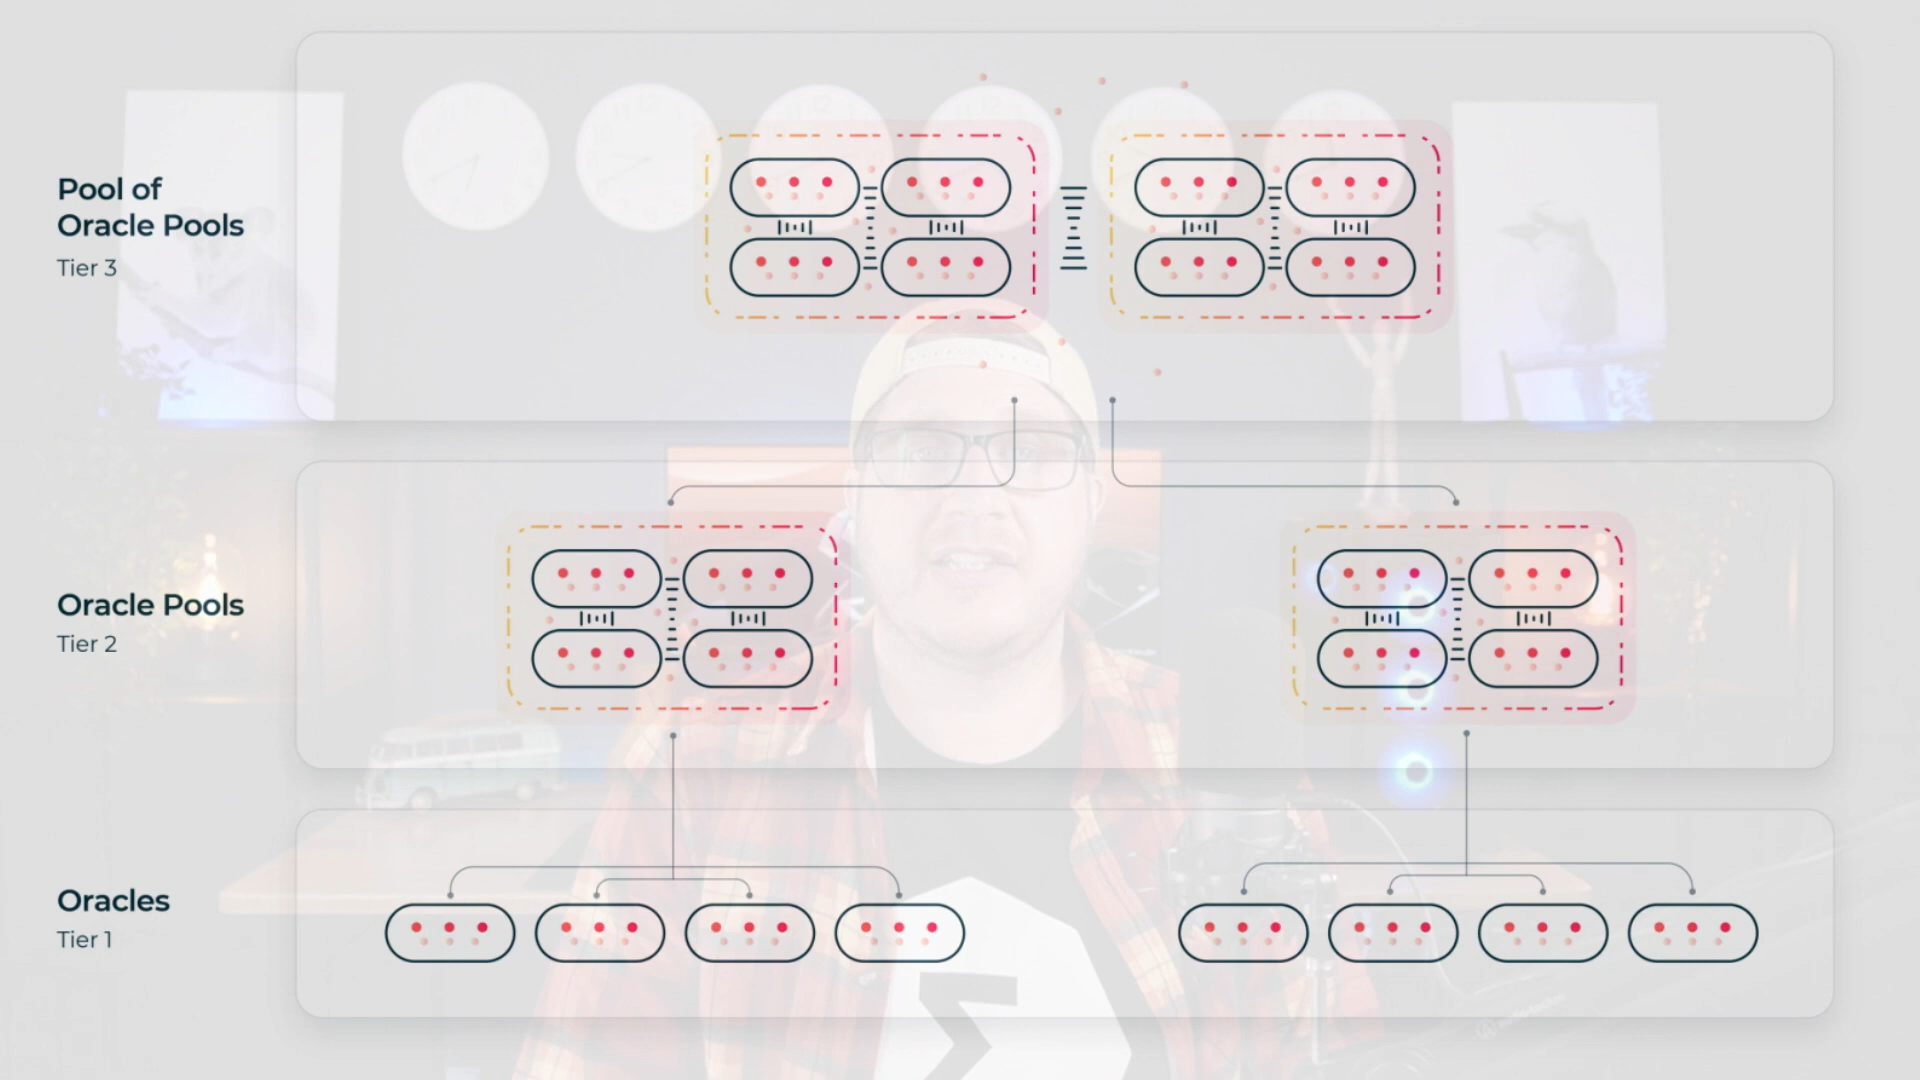 Pool of
Oracle Pools
Tier 3
Oracle Pools
Tier 2
Oracles
Tier 1
Σ